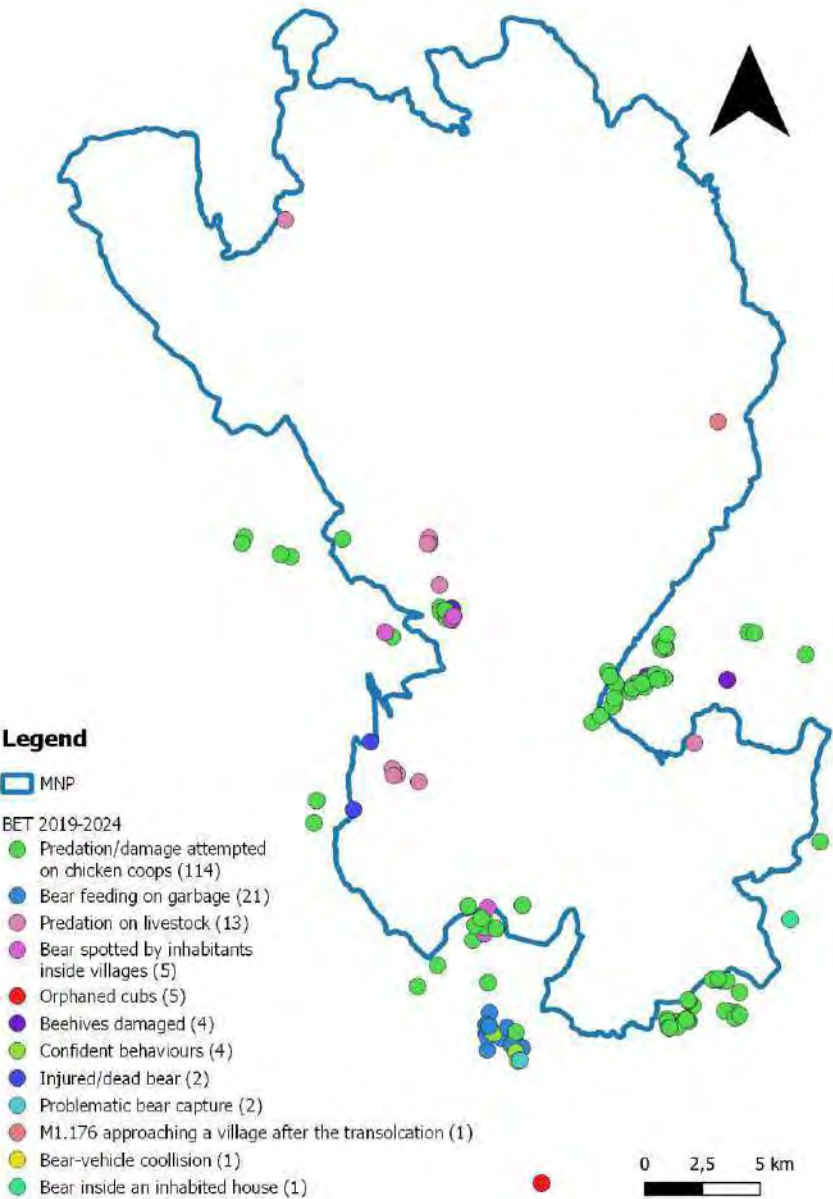 Legend
MNP
BET 2019-2024
Predation/damage attempted
on chicken coops (114)
Bear feeding on garbage (21)
Predation on livestock (13)
Bear spotted by inhabitants
inside villages (5)
Orphaned cubs (5)
Beehives damaged (4)
Confident behaviours (4)
Injured/dead bear (2)
Problematic bear capture (2)
M1.176 approaching a village after the transolcation (1)
Bear-vehicle coollision (1)
Bear inside an inhabited house (1)
0 2,5 5 km